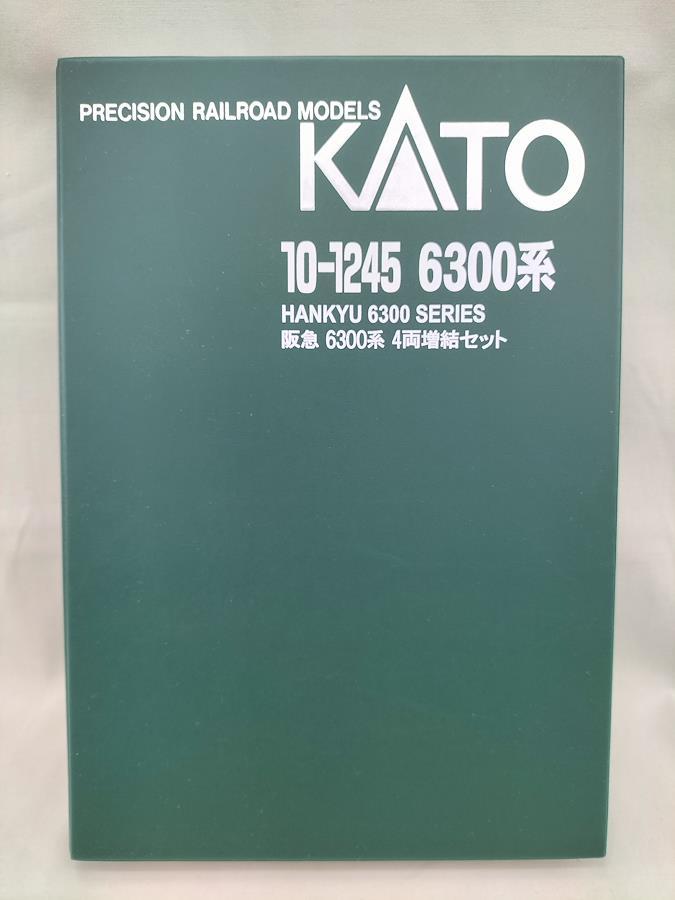 PRECISION RAILROAD MODELS
KATO
10-1245 6300系
HANKYU 6300 SERIES
阪急 6300系 4両増結セット